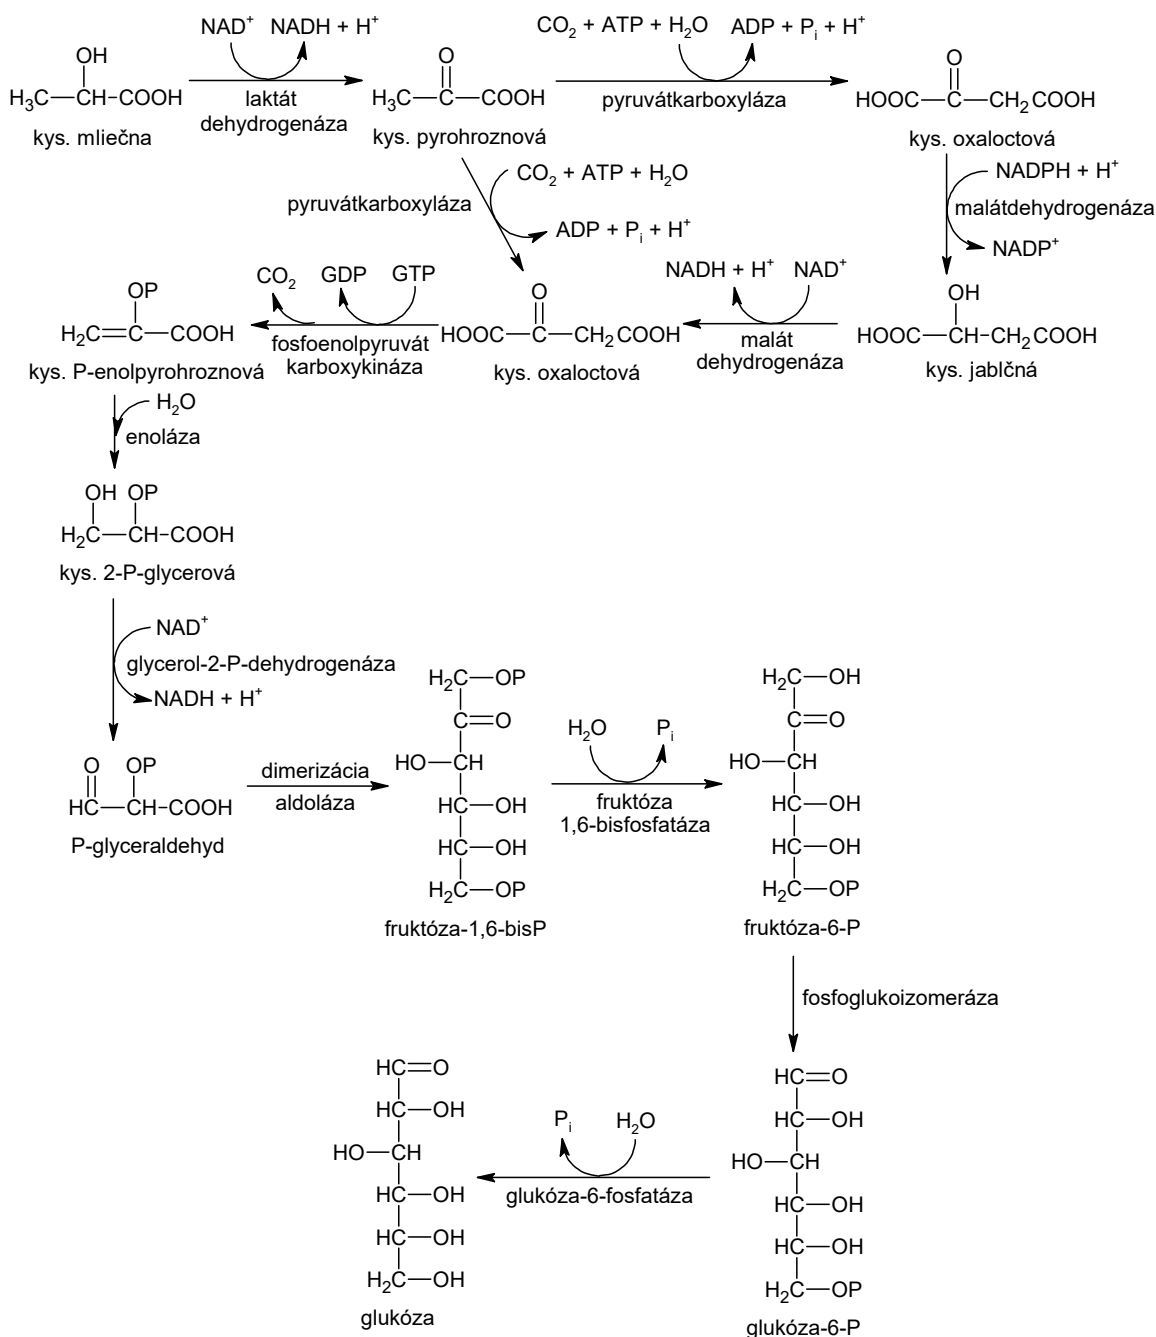 NAD⁺ NADH + H⁺
OH
H₃C—CH—COOH
laktát
dehydrogenáza
kys. mliečna
O
H₃C—C—COOH
kys. pyrohroznová
CO₂ + ATP + H₂O ADP + Pᵢ + H⁺
pyruvátkarboxyláza
O
HOOC—C—CH₂COOH
kys. oxaloctová
pyruvátkarboxyláza
CO₂ + ATP + H₂O
ADP + Pᵢ + H⁺
NADPH + H⁺
malátdehydrogenáza
NADP⁺
OH
HOOC—CH—CH₂COOH
kys. jablčná
NADH + H⁺ NAD⁺
malát
dehydrogenáza
O
HOOC—C—CH₂COOH
kys. oxaloctová
CO₂ GDP GTP
fosfoenolpyruvát
karboxykináza
OP
H₂C=C—COOH
kys. P-enolpyrohroznová
H₂O
enoláza
OH OP
H₂C—CH—COOH
kys. 2-P-glycerová
NAD⁺
glycerol-2-P-dehydrogenáza
NADH + H⁺
O OP
HC—CH—COOH
P-glyceraldehyd
dimerizácia
aldoláza
H₂C—OP
C=O
HO—CH
HC—OH
HC—OH
H₂C—OP
fruktóza-1,6-bisP
H₂O Pᵢ
fruktóza
1,6-bisfosfatáza
H₂C—OH
C=O
HO—CH
HC—OH
HC—OH
H₂C—OP
fruktóza-6-P
fosfoglukoizomeráza
HC=O
HC—OH
HO—CH
HC—OH
HC—OH
H₂C—OP
glukóza-6-P
Pᵢ H₂O
glukóza-6-fosfatáza
HC=O
HC—OH
HO—CH
HC—OH
HC—OH
H₂C—OH
glukóza